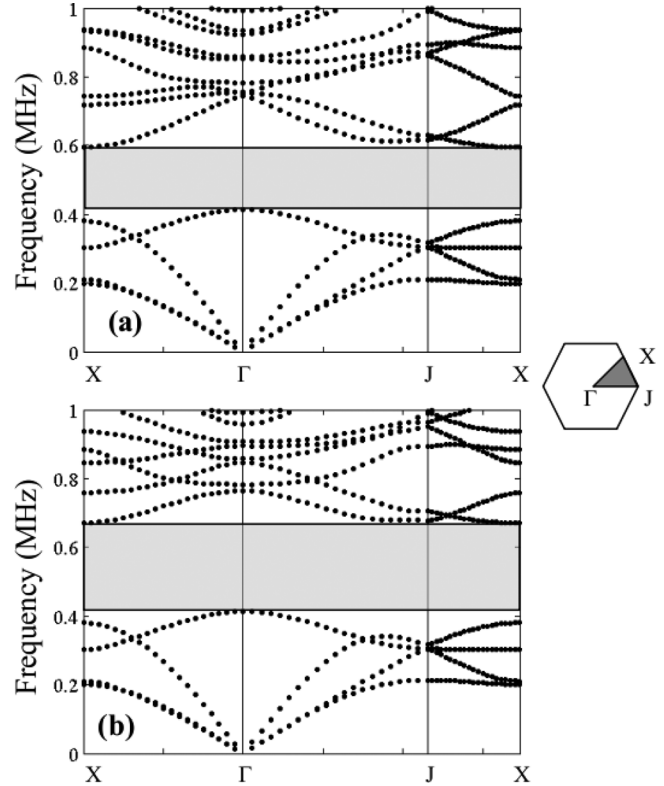 1
0.8
0.6
0.4
0.2
0
Frequency (MHz)
(a)
X Γ J X
X
Γ J
1
0.8
0.6
0.4
0.2
0
Frequency (MHz)
(b)
X Γ J X